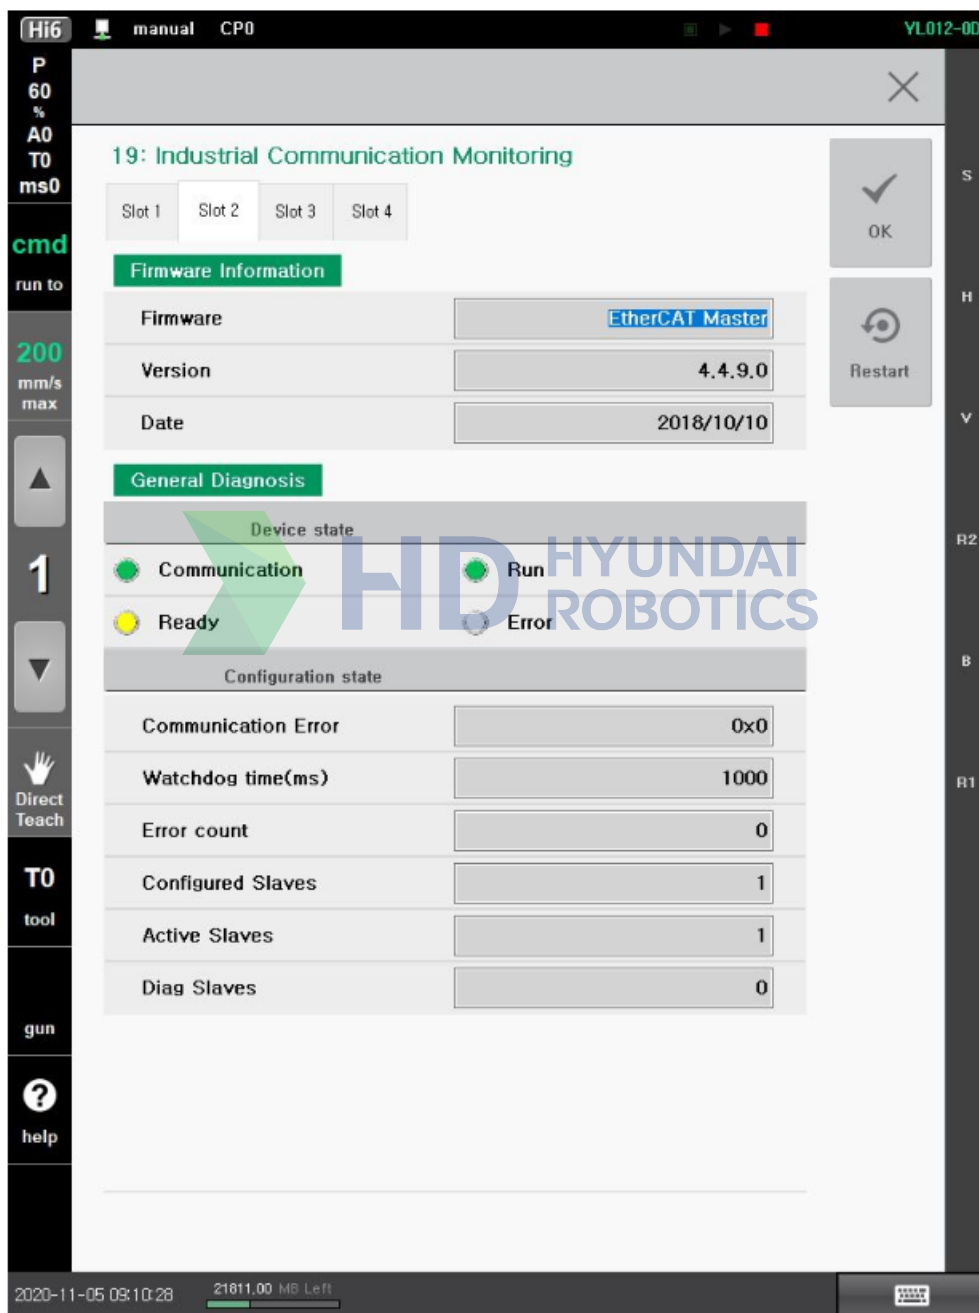 Hi6 manual CP0 YL012-0D
P
60
%
A0
T0
ms0
cmd
run to
200
mm/s
max
1
Direct
Teach
T0
tool
gun
?
help
19: Industrial Communication Monitoring
Slot 1 Slot 2 Slot 3 Slot 4
Firmware Information
Firmware EtherCAT Master
Version 4.4.9.0
Date 2018/10/10
General Diagnosis
Device state
Communication Run
Ready Error
HD HYUNDAI
ROBOTICS
Configuration state
Communication Error 0x0
Watchdog time(ms) 1000
Error count 0
Configured Slaves 1
Active Slaves 1
Diag Slaves 0
OK
Restart
S
H
V
R2
B
R1
2020-11-05 09:10:28 21811.00 MB Left